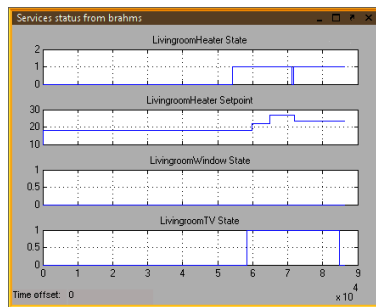 Services status from brahms
LivingroomHeater State
2
1
0
LivingroomHeater Setpoint
30
20
10
LivingroomWindow State
1
0.5
0
LivingroomTV State
1
0.5
0
0 1 2 3 4 5 6 7 8 9
x 10^4
Time offset: 0